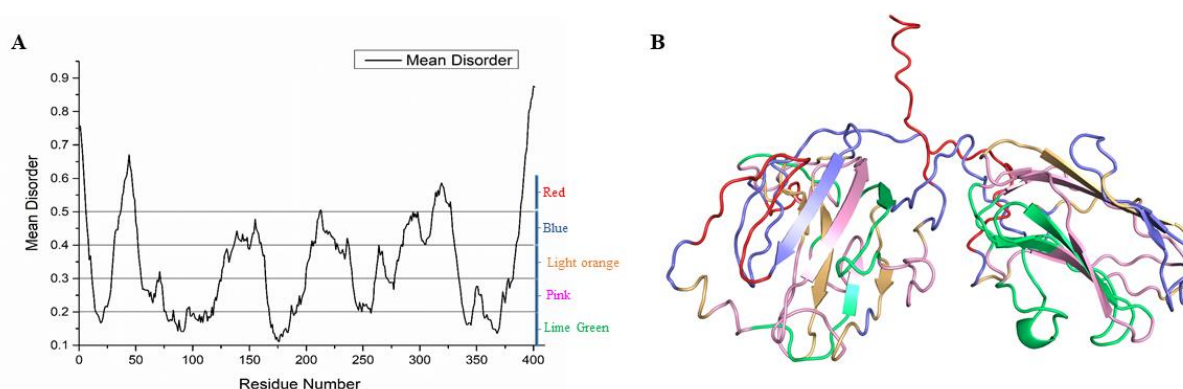 A
B
Mean Disorder
0.9
0.8
0.7
0.6
0.5
0.4
0.3
0.2
0.1
Mean Disorder
Red
Blue
Light orange
Pink
Lime Green
0 50 100 150 200 250 300 350 400
Residue Number